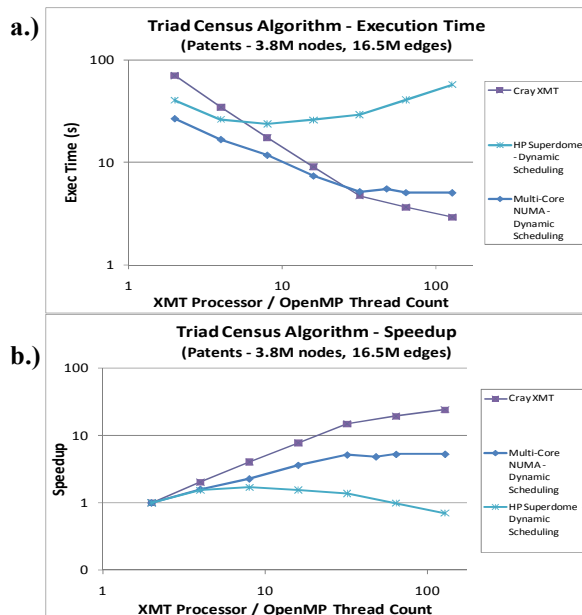 a.)
Triad Census Algorithm - Execution Time
(Patents - 3.8M nodes, 16.5M edges)
Exec Time (s)
100
10
1
1
10
100
XMT Processor / OpenMP Thread Count
Cray XMT
HP Superdome
- Dynamic
Scheduling
Multi-Core
NUMA -
Dynamic
Scheduling
b.)
Triad Census Algorithm - Speedup
(Patents - 3.8M nodes, 16.5M edges)
Speedup
100
10
1
0
1
10
100
XMT Processor / OpenMP Thread Count
Cray XMT
Multi-Core
NUMA -
Dynamic
Scheduling
HP Superdome
Dynamic
Scheduling